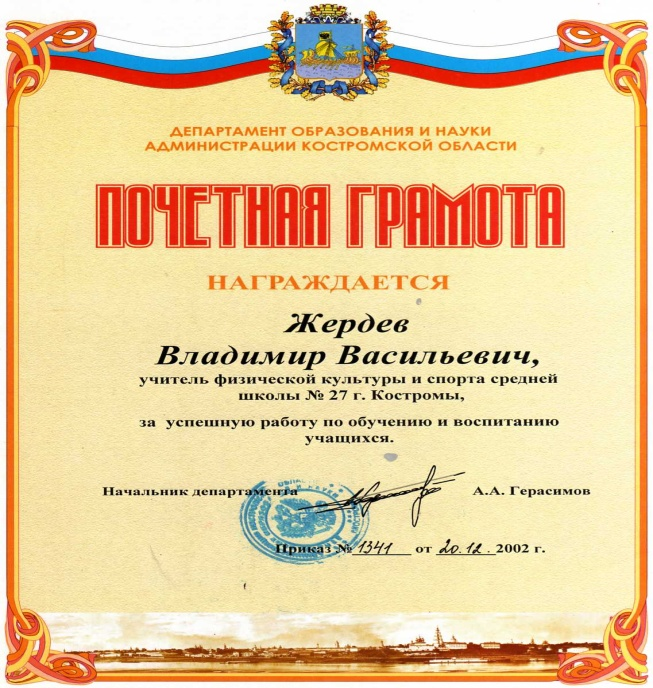 ДЕПАРТАМЕНТ ОБРАЗОВАНИЯ И НАУКИ
АДМИНИСТРАЦИИ КОСТРОМСКОЙ ОБЛАСТИ
ПОЧЕТНАЯ ГРАМОТА
НАГРАЖДАЕТСЯ
Жердев
Владимир Васильевич,
учитель физической культуры и спорта средней
школы № 27 г. Костромы,
за успешную работу по обучению и воспитанию
учащихся.
Начальник департамента А.А. Герасимов
Приказ № 1341 от 20.12.2002 г.